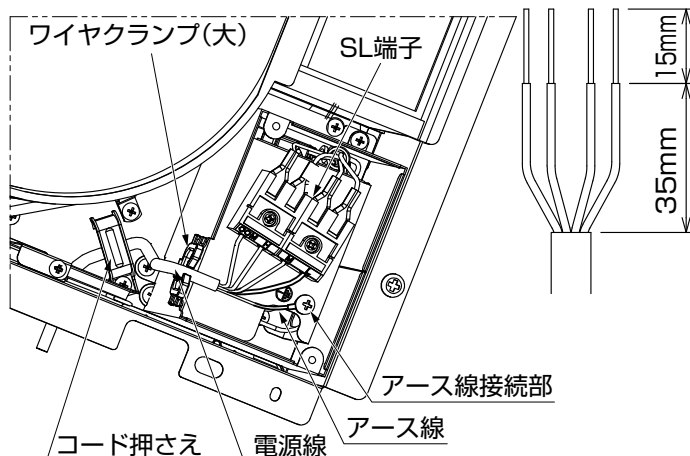 ワイヤクランプ(大)
SL端子
15mm
35mm
アース線接続部
アース線
コード押さえ
電源線